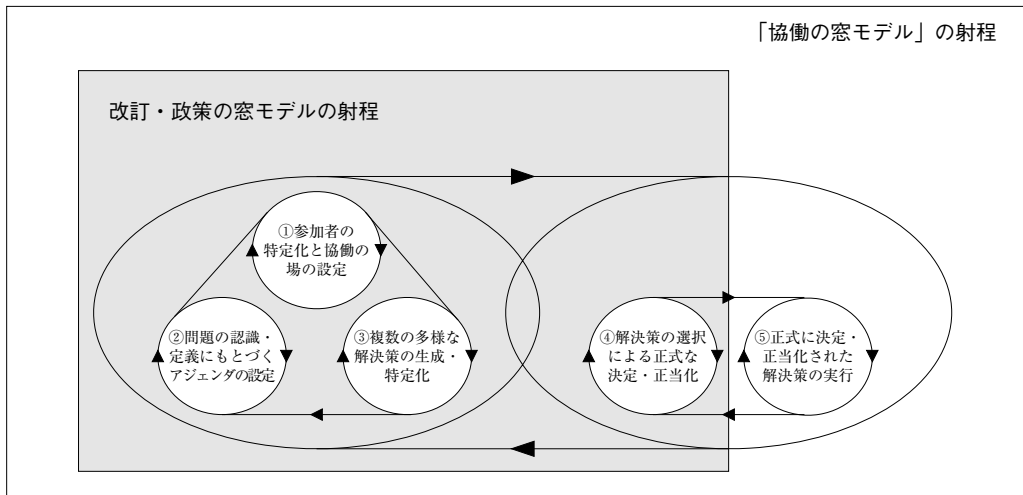 「協働の窓モデル」の射程
改訂・政策の窓モデルの射程
①参加者の
特定化と協働の
場の設定
②問題の認識・
定義にもとづく
アジェンダの設定
③複数の多様な
解決策の生成・
特定化
④解決策の選択
による正式な
決定・正当化
⑤正式に決定・
正当化された
解決策の実行